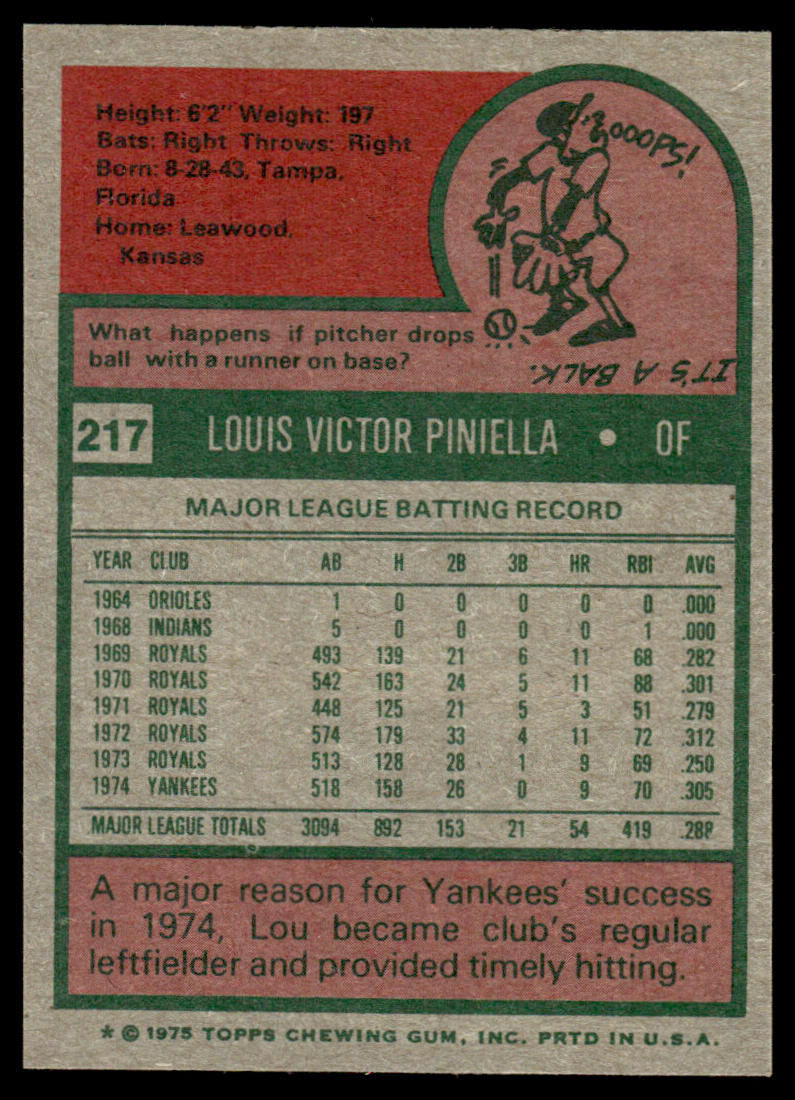 Height: 6'2" Weight: 197
Bats: Right Throws: Right
Born: 8-28-43, Tampa,
Florida
Home: Leawood,
Kansas
OOOPS!
What happens if pitcher drops
ball with a runner on base?
IT'S A BALK.
217 LOUIS VICTOR PINIELLA • OF
MAJOR LEAGUE BATTING RECORD
YEAR CLUB AB H 2B 3B HR RBI AVG
1964 ORIOLES 1 0 0 0 0 0 .000
1968 INDIANS 5 0 0 0 0 1 .000
1969 ROYALS 493 139 21 6 11 68 .282
1970 ROYALS 542 163 24 5 11 88 .301
1971 ROYALS 448 125 21 5 3 51 .279
1972 ROYALS 574 179 33 4 11 72 .312
1973 ROYALS 513 128 28 1 9 69 .250
1974 YANKEES 518 158 26 0 9 70 .305
MAJOR LEAGUE TOTALS 3094 892 153 21 54 419 .288
A major reason for Yankees' success
in 1974, Lou became club's regular
leftfielder and provided timely hitting.
* © 1975 TOPPS CHEWING GUM, INC. PRTD IN U.S.A.